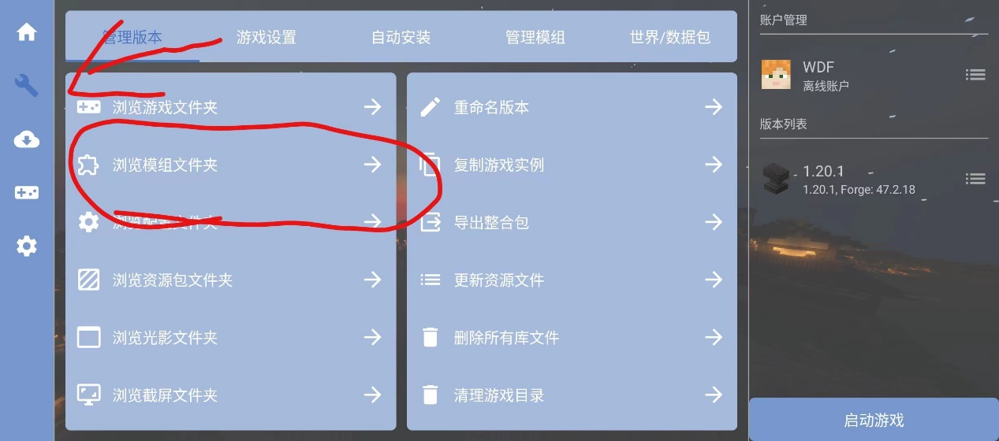 管理版本
游戏设置
自动安装
管理模组
世界/数据包
浏览游戏文件夹
浏览模组文件夹
浏览配置文件夹
浏览资源包文件夹
浏览光影文件夹
浏览截屏文件夹
重命名版本
复制游戏实例
导出整合包
更新资源文件
删除所有库文件
清理游戏目录
账户管理
WDF
离线账户
版本列表
1.20.1
1.20.1, Forge: 47.2.18
启动游戏